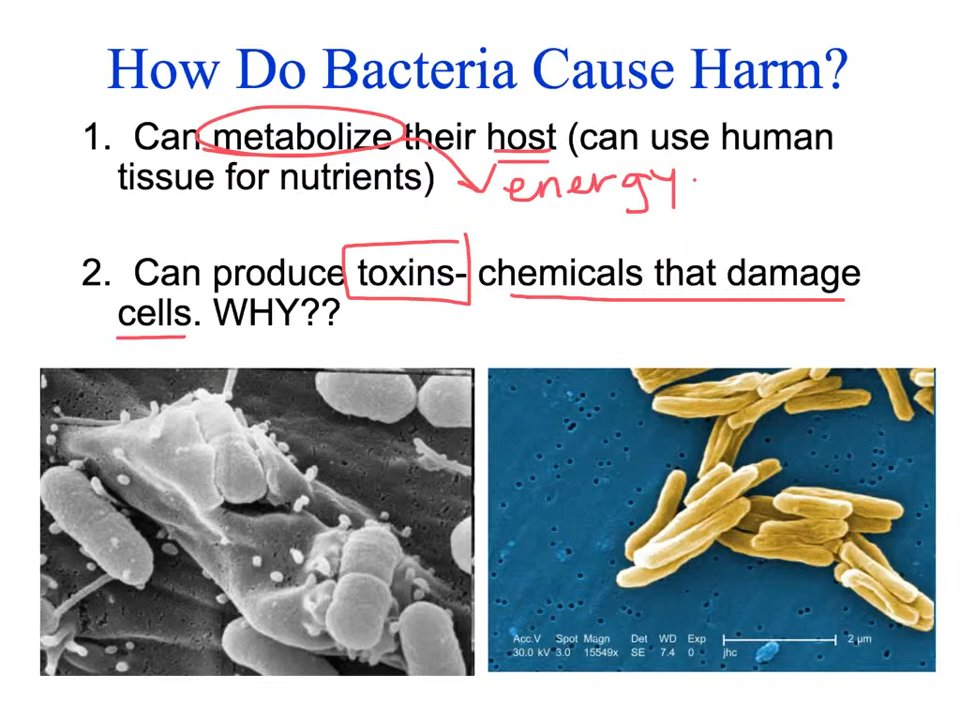 How Do Bacteria Cause Harm?
1. Can metabolize their host (can use human
tissue for nutrients)
energy.
2. Can produce toxins- chemicals that damage
cells. WHY??
Acc.V Spot Magn Det WD Exp
30.0 kV 3.0 15549x SE 7.4 0 jhc 2 µm